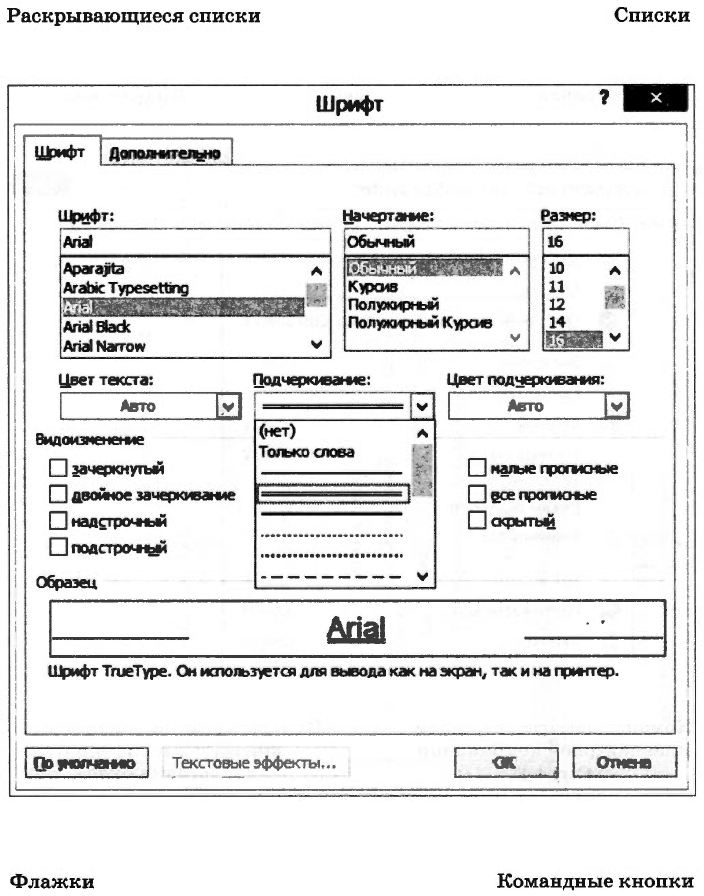 Раскрывающиеся списки Списки
Шрифт ? ×
Шрифт Дополнительно
Шрифт: Начертание: Размер:
Arial Обычный 16
Aparajita Обычный 10
Arabic Typesetting Курсив 11
Arial Полужирный 12
Arial Black Полужирный Курсив 14
Arial Narrow 16
Цвет текста: Подчеркивание: Цвет подчеркивания:
Авто Авто
(нет)
Видоизменение
Только слова
зачеркнутый малые прописные
двойное зачеркивание все прописные
надстрочный скрытый
подстрочный
Образец
Arial
Шрифт TrueType. Он используется для вывода как на экран, так и на принтер.
По умолчанию Текстовые эффекты... ОК Отмена
Флажки Командные кнопки